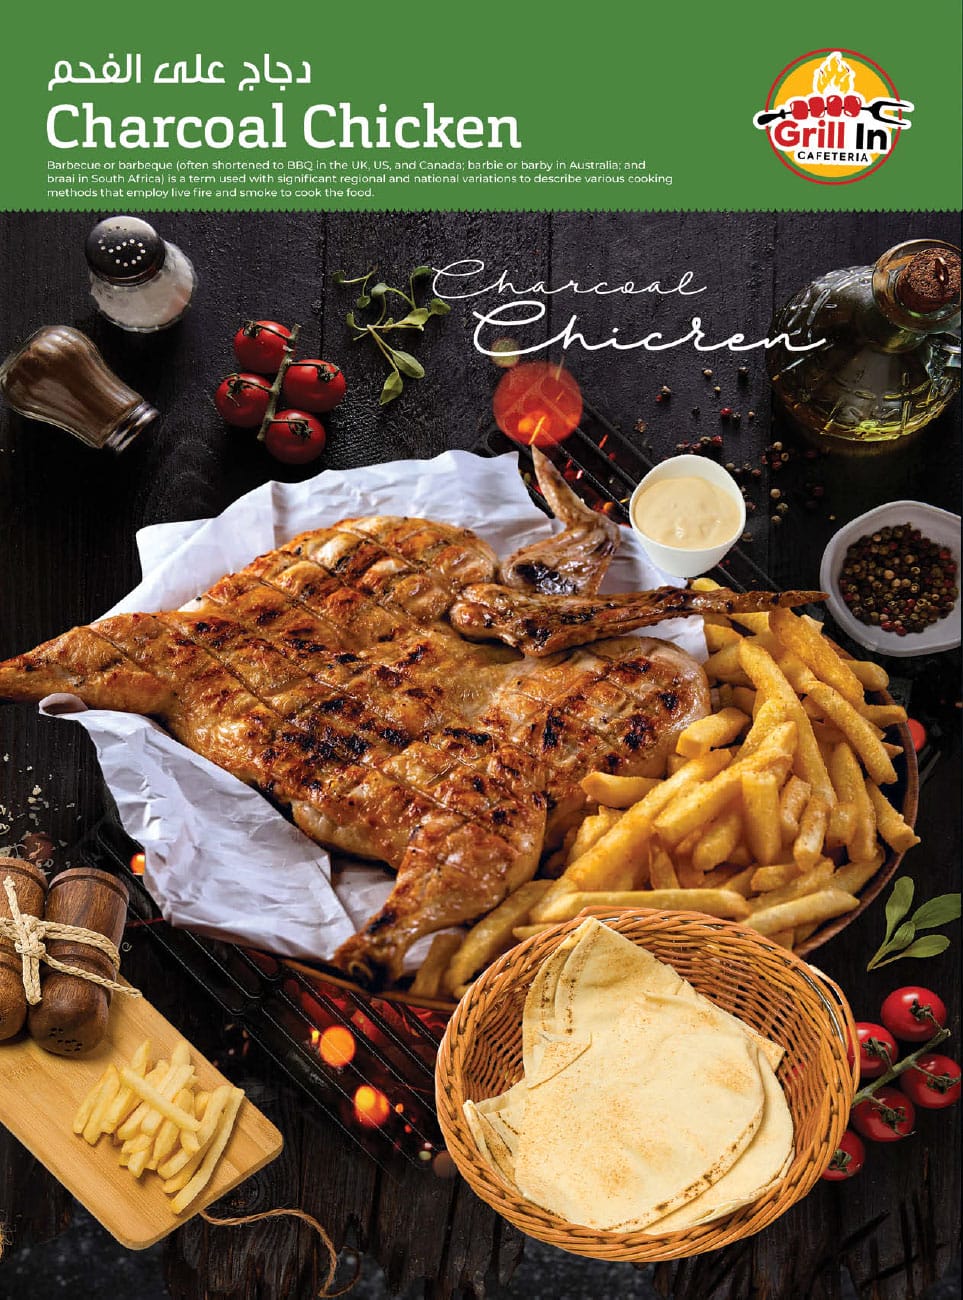 دجاج على الفحم
Charcoal Chicken
Barbecue or barbeque (often shortened to BBQ in the UK, US, and Canada; barbie or barby in Australia; and
braai in South Africa) is a term used with significant regional and national variations to describe various cooking
methods that employ live fire and smoke to cook the food.
Grill In
CAFETERIA
Charcoal
Chicren